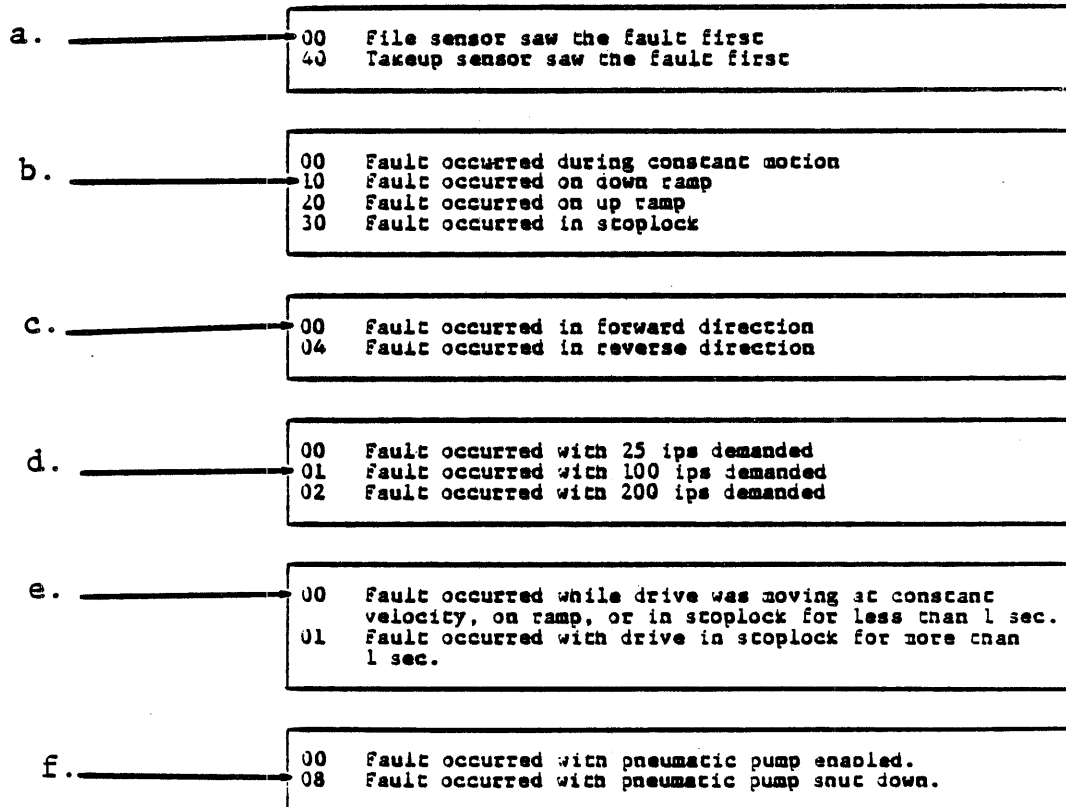 a.
00 File sensor saw the fault first
40 Takeup sensor saw the fault first
b.
00 Fault occurred during constant motion
10 Fault occurred on down ramp
20 Fault occurred on up ramp
30 Fault occurred in stoplock
c.
00 Fault occurred in forward direction
04 Fault occurred in reverse direction
d.
00 Fault occurred with 25 ips demanded
01 Fault occurred with 100 ips demanded
02 Fault occurred with 200 ips demanded
e.
00 Fault occurred while drive was moving at constant
velocity, on ramp, or in stoplock for less than 1 sec.
01 Fault occurred with drive in stoplock for more than
1 sec.
f.
00 Fault occurred with pneumatic pump enabled.
08 Fault occurred with pneumatic pump shut down.